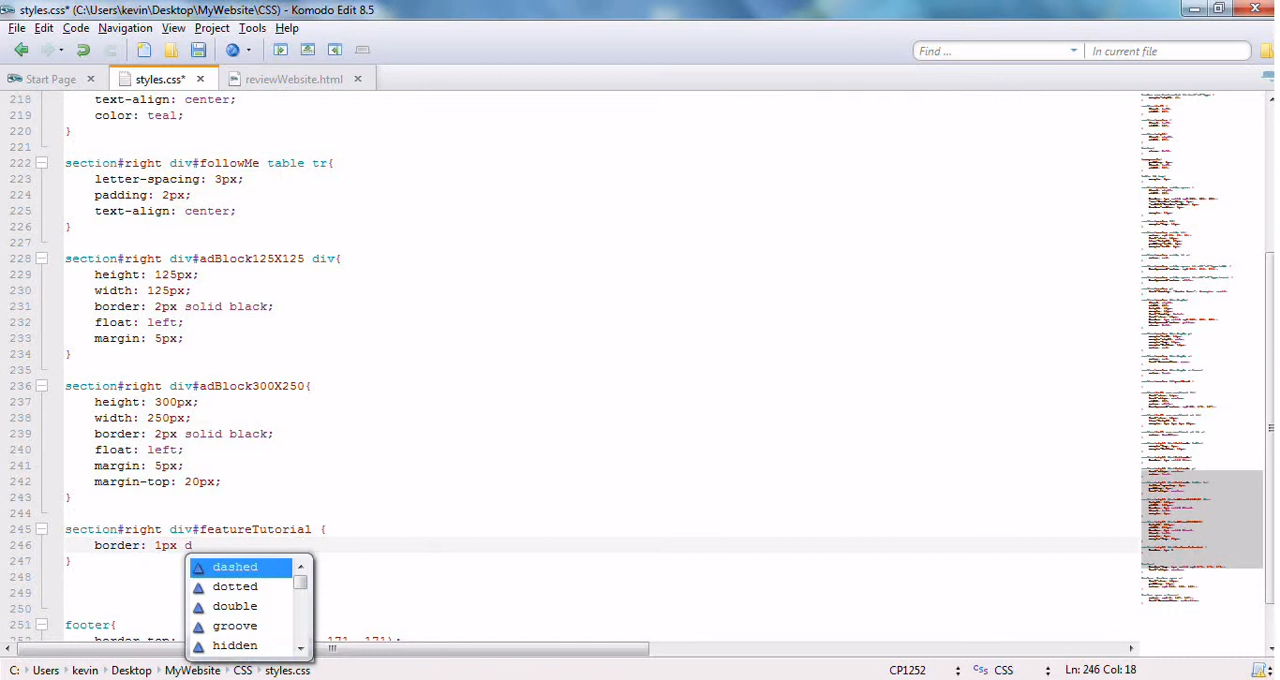 styles.css* (C:\Users\kevin\Desktop\MyWebsite\CSS) - Komodo Edit 8.5
File Edit Code Navigation View Project Tools Help
Find ... In current file
Start Page styles.css* reviewWebsite.html
218 text-align: center;
219 color: teal;
220 }
221
222 section#right div#followMe table tr{
223 letter-spacing: 3px;
224 padding: 2px;
225 text-align: center;
226 }
227
228 section#right div#adBlock125X125 div{
229 height: 125px;
230 width: 125px;
231 border: 2px solid black;
232 float: left;
233 margin: 5px;
234 }
235
236 section#right div#adBlock300X250{
237 height: 300px;
238 width: 250px;
239 border: 2px solid black;
240 float: left;
241 margin: 5px;
242 margin-top: 20px;
243 }
244
245 section#right div#featureTutorial {
246 border: 1px d
247 }
dashed
248
dotted
249
double
250
groove
251 footer{
hidden
C: Users kevin Desktop MyWebsite CSS styles.css CP1252 CSS CSS Ln: 246 Col: 18